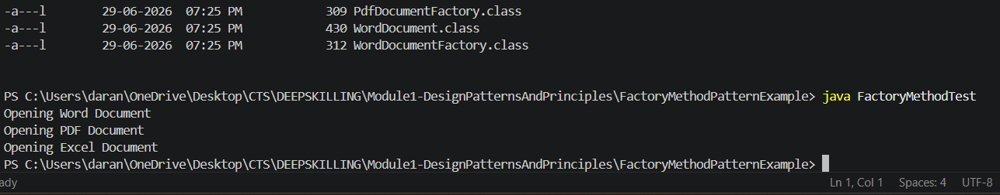 -a---l        29-06-2026  07:25 PM            309 PdfDocumentFactory.class
-a---l        29-06-2026  07:25 PM            430 WordDocument.class
-a---l        29-06-2026  07:25 PM            312 WordDocumentFactory.class
PS C:\Users\daran\OneDrive\Desktop\CTS\DEEPSKILLING\Module1-DesignPatternsAndPrinciples\FactoryMethodPatternExample> java FactoryMethodTest
Opening Word Document
Opening PDF Document
Opening Excel Document
PS C:\Users\daran\OneDrive\Desktop\CTS\DEEPSKILLING\Module1-DesignPatternsAndPrinciples\FactoryMethodPatternExample>
ady Ln 1, Col 1 Spaces: 4 UTF-8